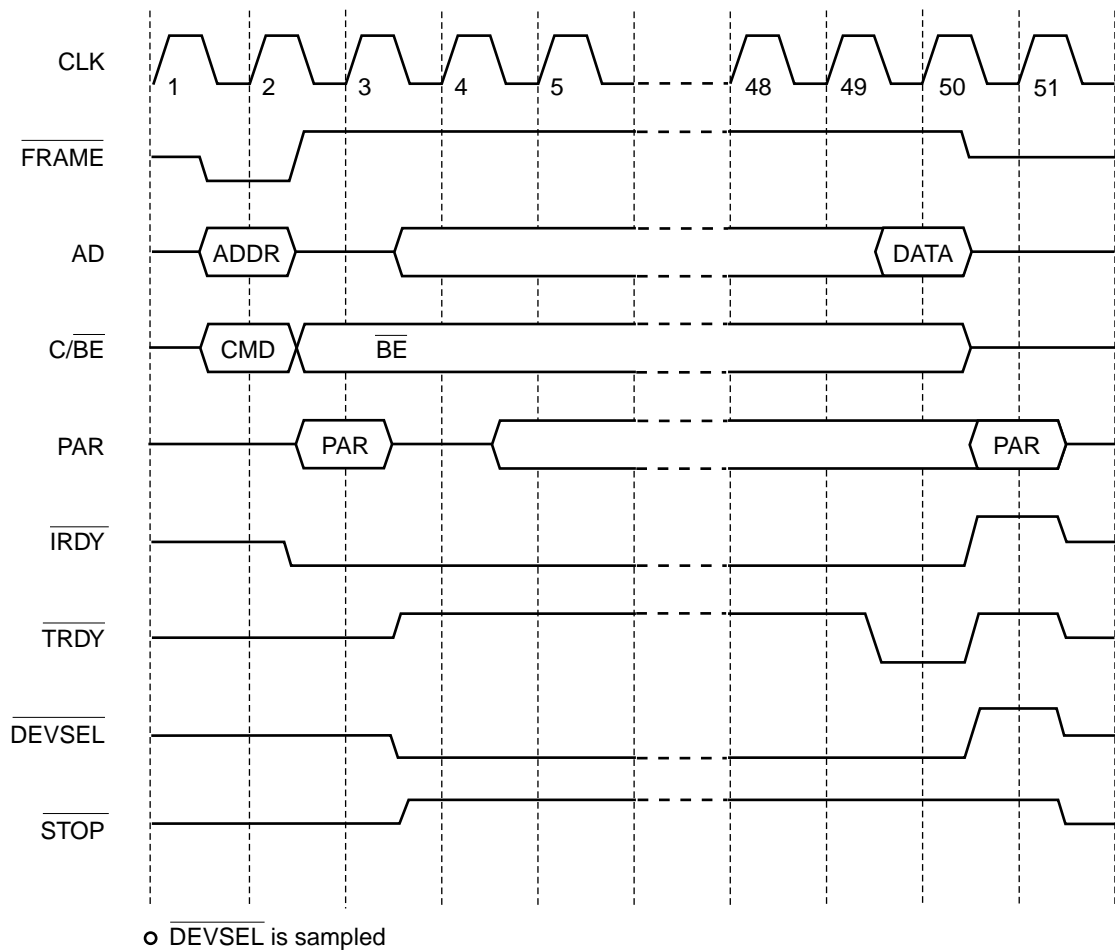 CLK
1 2 3 4 5 48 49 50 51
FRAME
AD
ADDR DATA
C/BE
CMD BE
PAR
PAR PAR
IRDY
TRDY
DEVSEL
STOP
DEVSEL is sampled